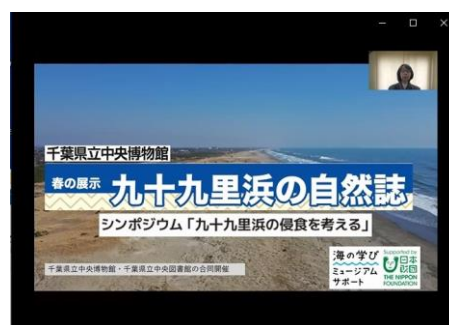 千葉県立中央博物館
春の展示 九十九里浜の自然誌
シンポジウム「九十九里浜の侵食を考える」
千葉県立中央博物館・千葉県立中央図書館の合同開催
海の学び
ミュージアム
サポート
Supported by
日本
財団
THE NIPPON
FOUNDATION